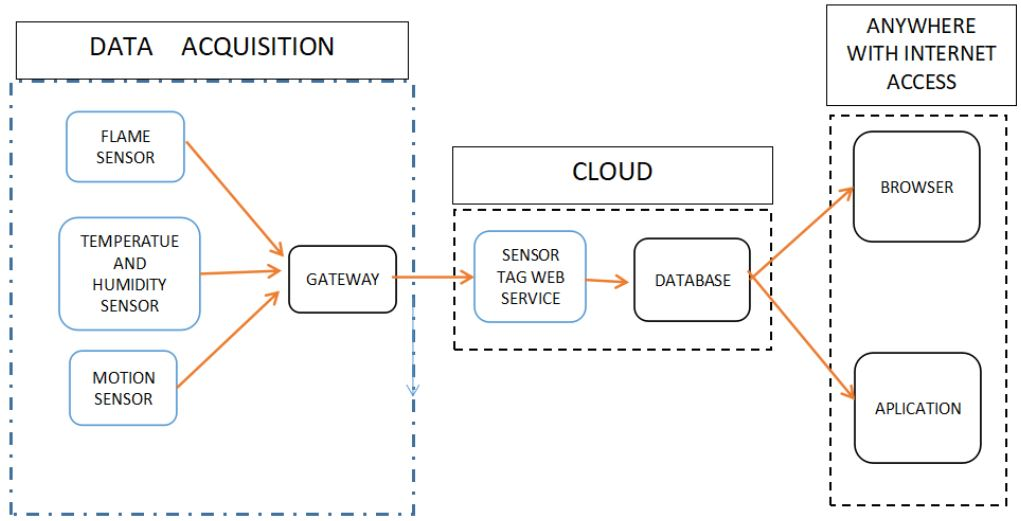 DATA ACQUISITION
FLAME
SENSOR
TEMPERATUE
AND
HUMIDITY
SENSOR
MOTION
SENSOR
GATEWAY
CLOUD
SENSOR
TAG WEB
SERVICE
DATABASE
ANYWHERE
WITH INTERNET
ACCESS
BROWSER
APLICATION